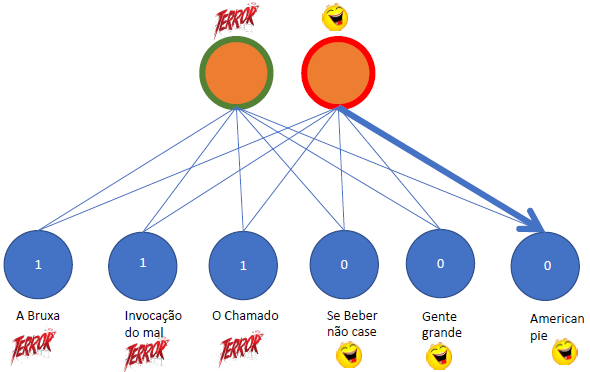 TERROR
1
1
1
0
0
0
A Bruxa
Invocação
do mal
O Chamado
Se Beber
não case
Gente
grande
American
pie
TERROR
TERROR
TERROR